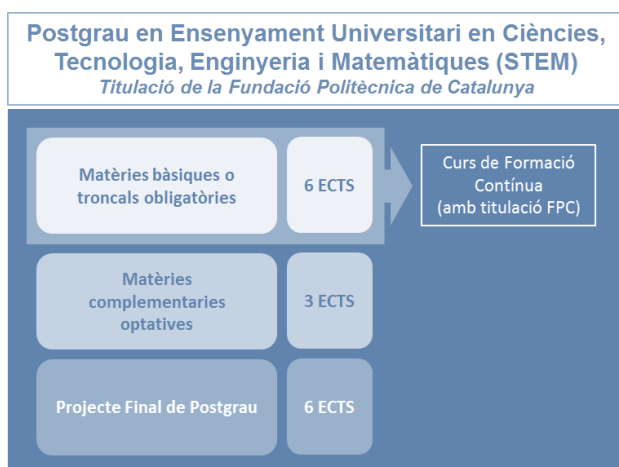 Postgrau en Ensenyament Universitari en Ciències,
Tecnologia, Enginyeria i Matemàtiques (STEM)
Titulació de la Fundació Politècnica de Catalunya
Matèries bàsiques o
troncals obligatòries
6 ECTS
Curs de Formació
Contínua
(amb titulació FPC)
Matèries
complementaries
optatives
3 ECTS
Projecte Final de Postgrau
6 ECTS